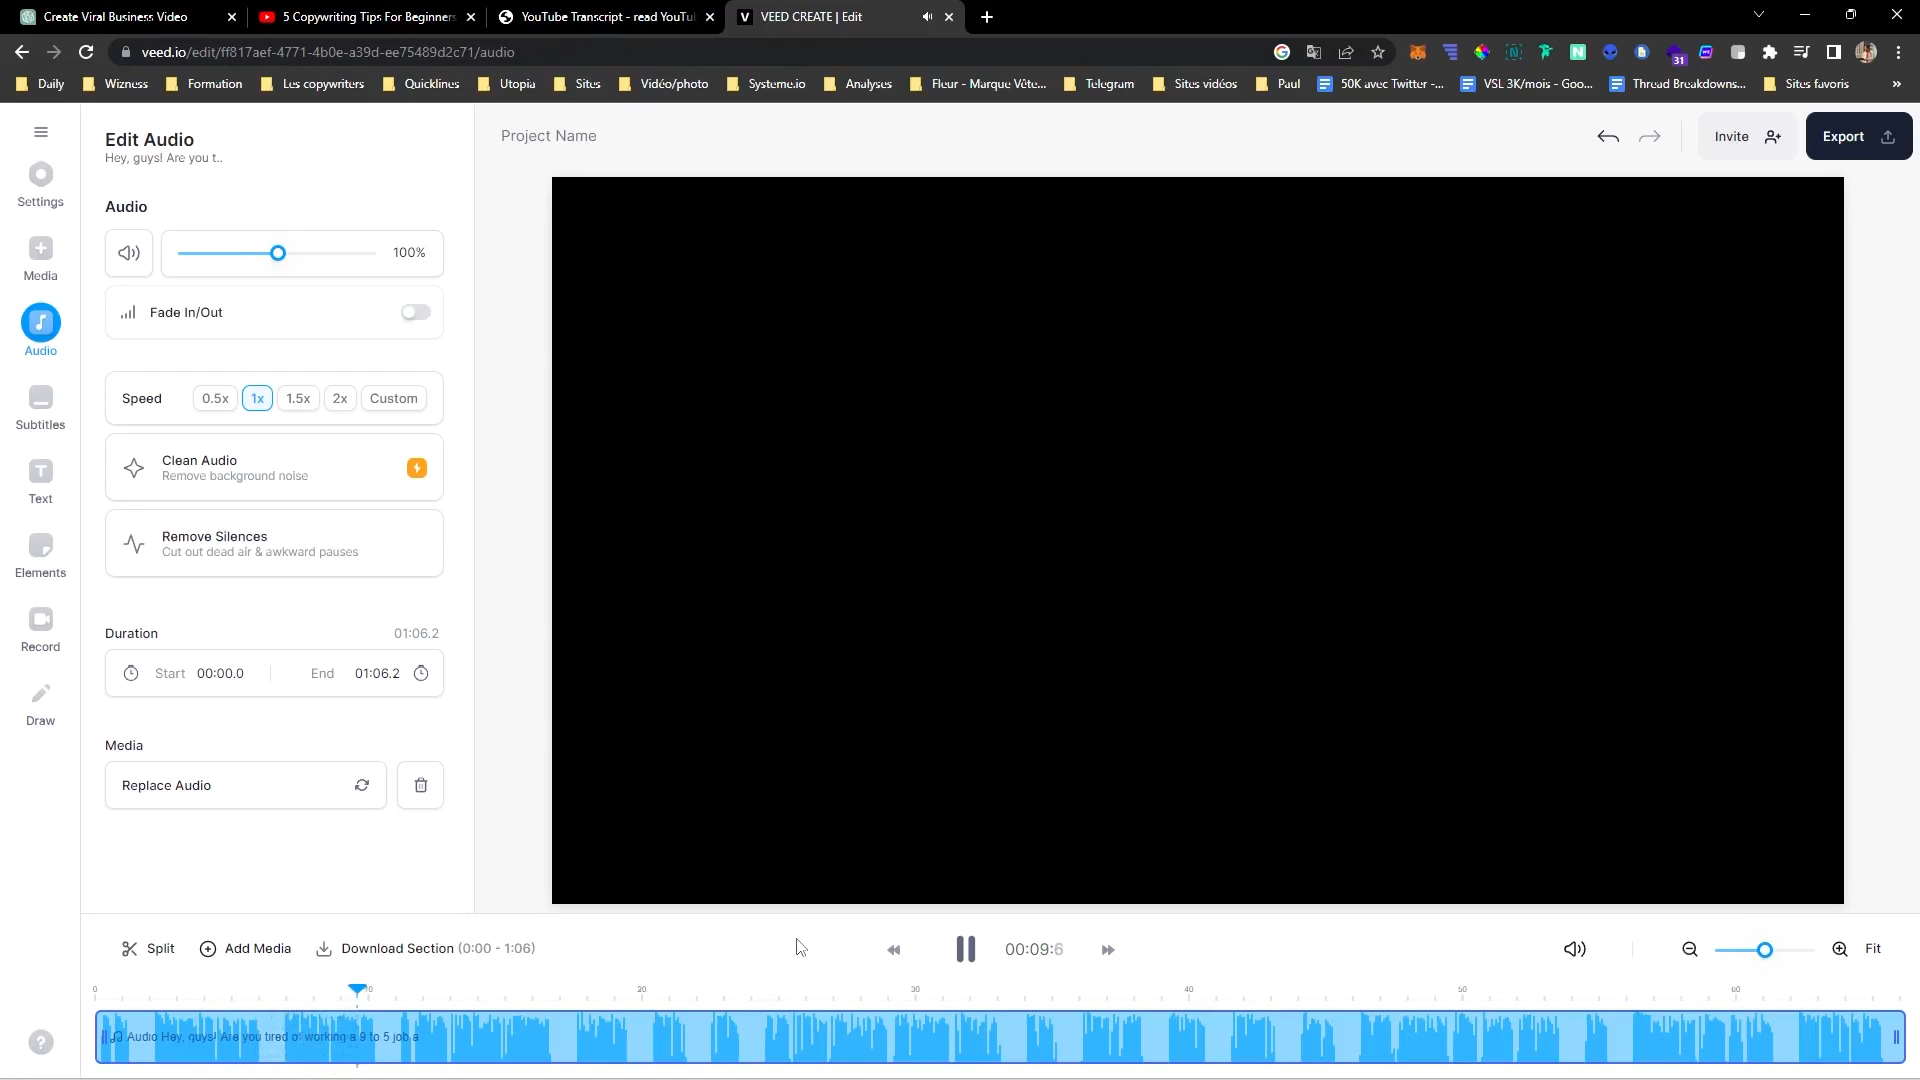 Create Viral Business Video
5 Copywriting Tips For Beginners
YouTube Transcript - read YouTu
VEED CREATE | Edit
veed.io/edit/ff817aef-4771-4b0e-a39d-ee75489d2c71/audio
31
Daily
Wizness
Formation
Les copywriters
Quicklines
Utopia
Sites
Vidéo/photo
Systeme.io
Analyses
Fleur - Marque Vête...
Telegram
Sites vidéos
Paul
50K avec Twitter -...
VSL 3K/mois - Goo...
Thread Breakdowns...
Sites favoris
»
Settings
Media
Audio
Subtitles
Text
Elements
Record
Draw
?
Edit Audio
Hey, guys! Are you t..
Audio
100%
Fade In/Out
Speed
0.5x
1x
1.5x
2x
Custom
Clean Audio
Remove background noise
Remove Silences
Cut out dead air & awkward pauses
Duration
01:06.2
Start 00:00.0
End 01:06.2
Media
Replace Audio
Project Name
Invite
Export
Split
Add Media
Download Section (0:00 - 1:06)
00:09:6
Fit
0
10
20
30
40
50
60
Audio Hey, guys! Are you tired of working a 9 to 5 job a